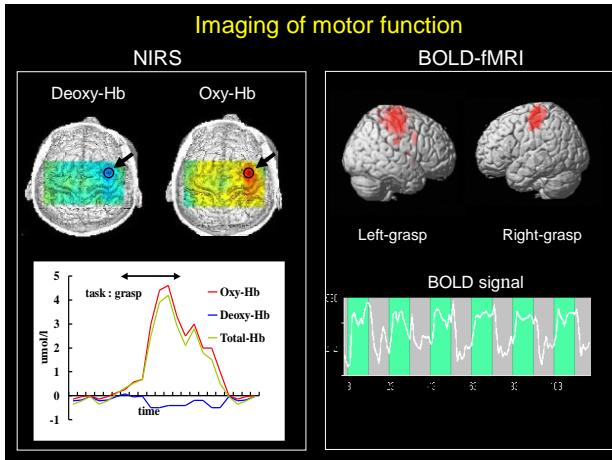 Imaging of motor function
NIRS
Deoxy-Hb
Oxy-Hb
5
4
3
2
1
0
-1
umol/l
task : grasp
Oxy-Hb
Deoxy-Hb
Total-Hb
time
BOLD-fMRI
Left-grasp
Right-grasp
BOLD signal